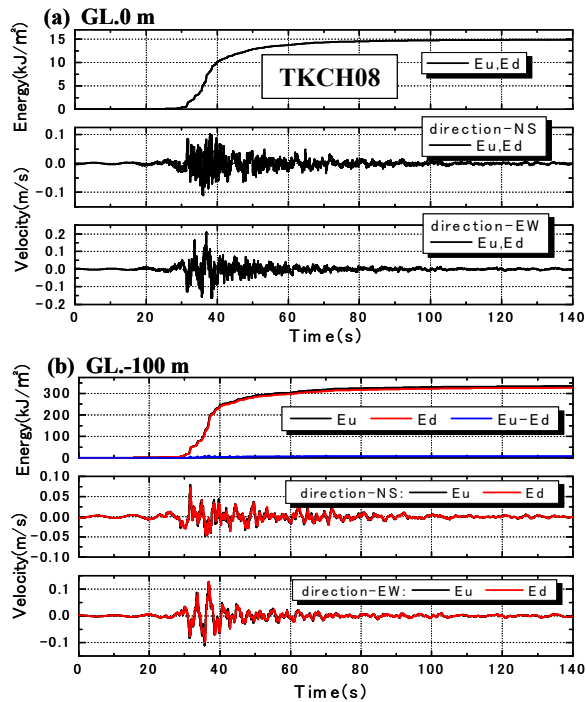 (a) GL.0 m
Energy(kJ/㎡)
15
10
5
0
TKCH08
Eu,Ed
Velocity(m/s)
0.1
0.0
-0.1
direction-NS
Eu,Ed
0.2
0.1
0.0
-0.1
-0.2
direction-EW
Eu,Ed
0 20 40 60 80 100 120 140
Time(s)
(b) GL.-100 m
Energy(kJ/㎡)
300
200
100
0
Eu Ed Eu-Ed
Velocity(m/s)
0.10
0.05
0.00
-0.05
-0.10
direction-NS: Eu Ed
0.1
0.0
-0.1
direction-EW: Eu Ed
0 20 40 60 80 100 120 140
Time(s)